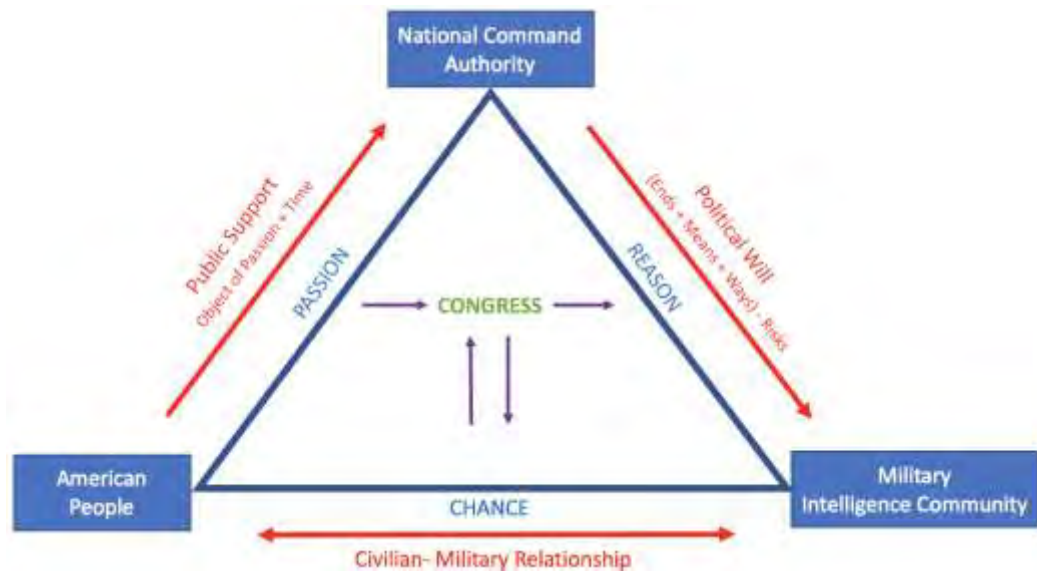 National Command
Authority
Public Support
Object of Passion + Time
PASSION
REASON
Political Will
(Ends + Means + Ways) - Risks
CONGRESS
American
People
Military
Intelligence Community
CHANCE
Civilian- Military Relationship